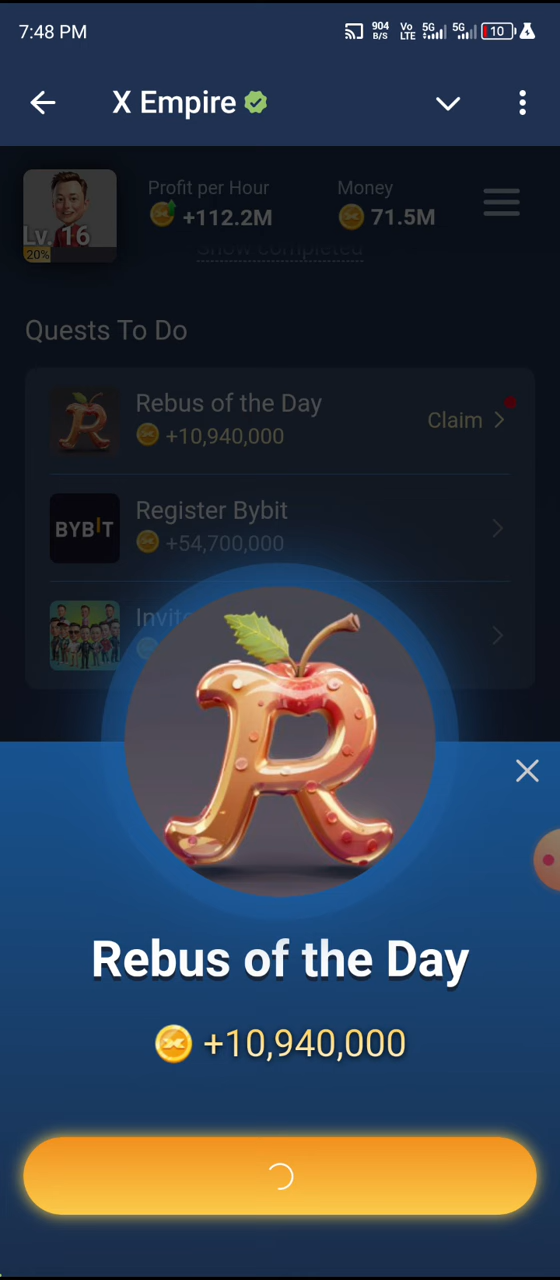 7:48 PM
904 B/S Vo LTE 5G 5G 10
X Empire
Profit per Hour
Money
+112.2M
71.5M
Lv. 16
20%
Show completed
Quests To Do
Rebus of the Day
+10,940,000
Claim
BYBIT
Register Bybit
+54,700,000
R
Rebus of the Day
+10,940,000